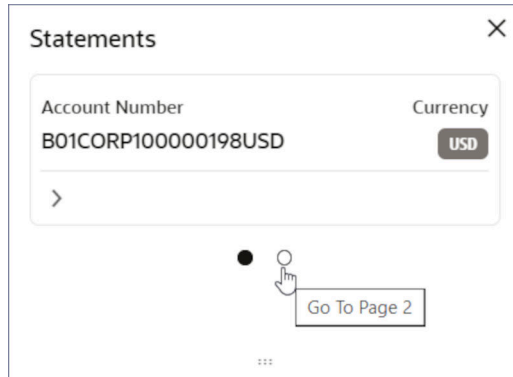 Statements
Account Number
Currency
B01CORP100000198USD
USD
Go To Page 2